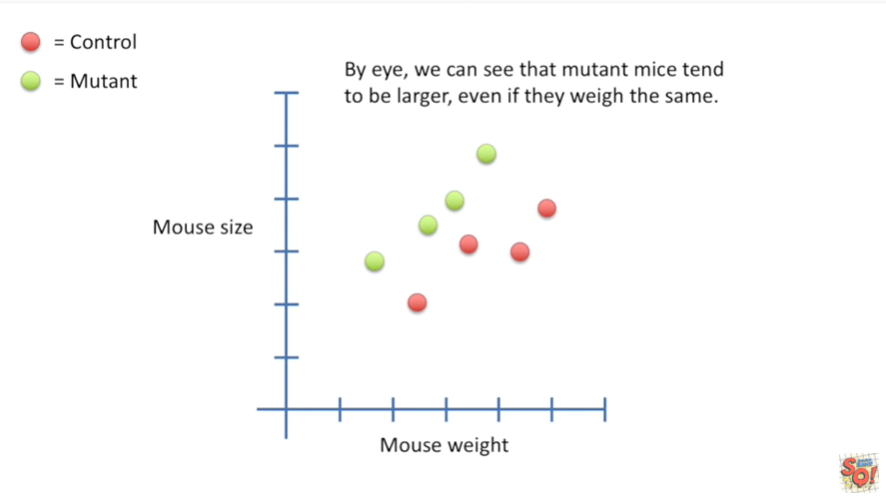 = Control
= Mutant
By eye, we can see that mutant mice tend
to be larger, even if they weigh the same.
Mouse size
Mouse weight
SQ!